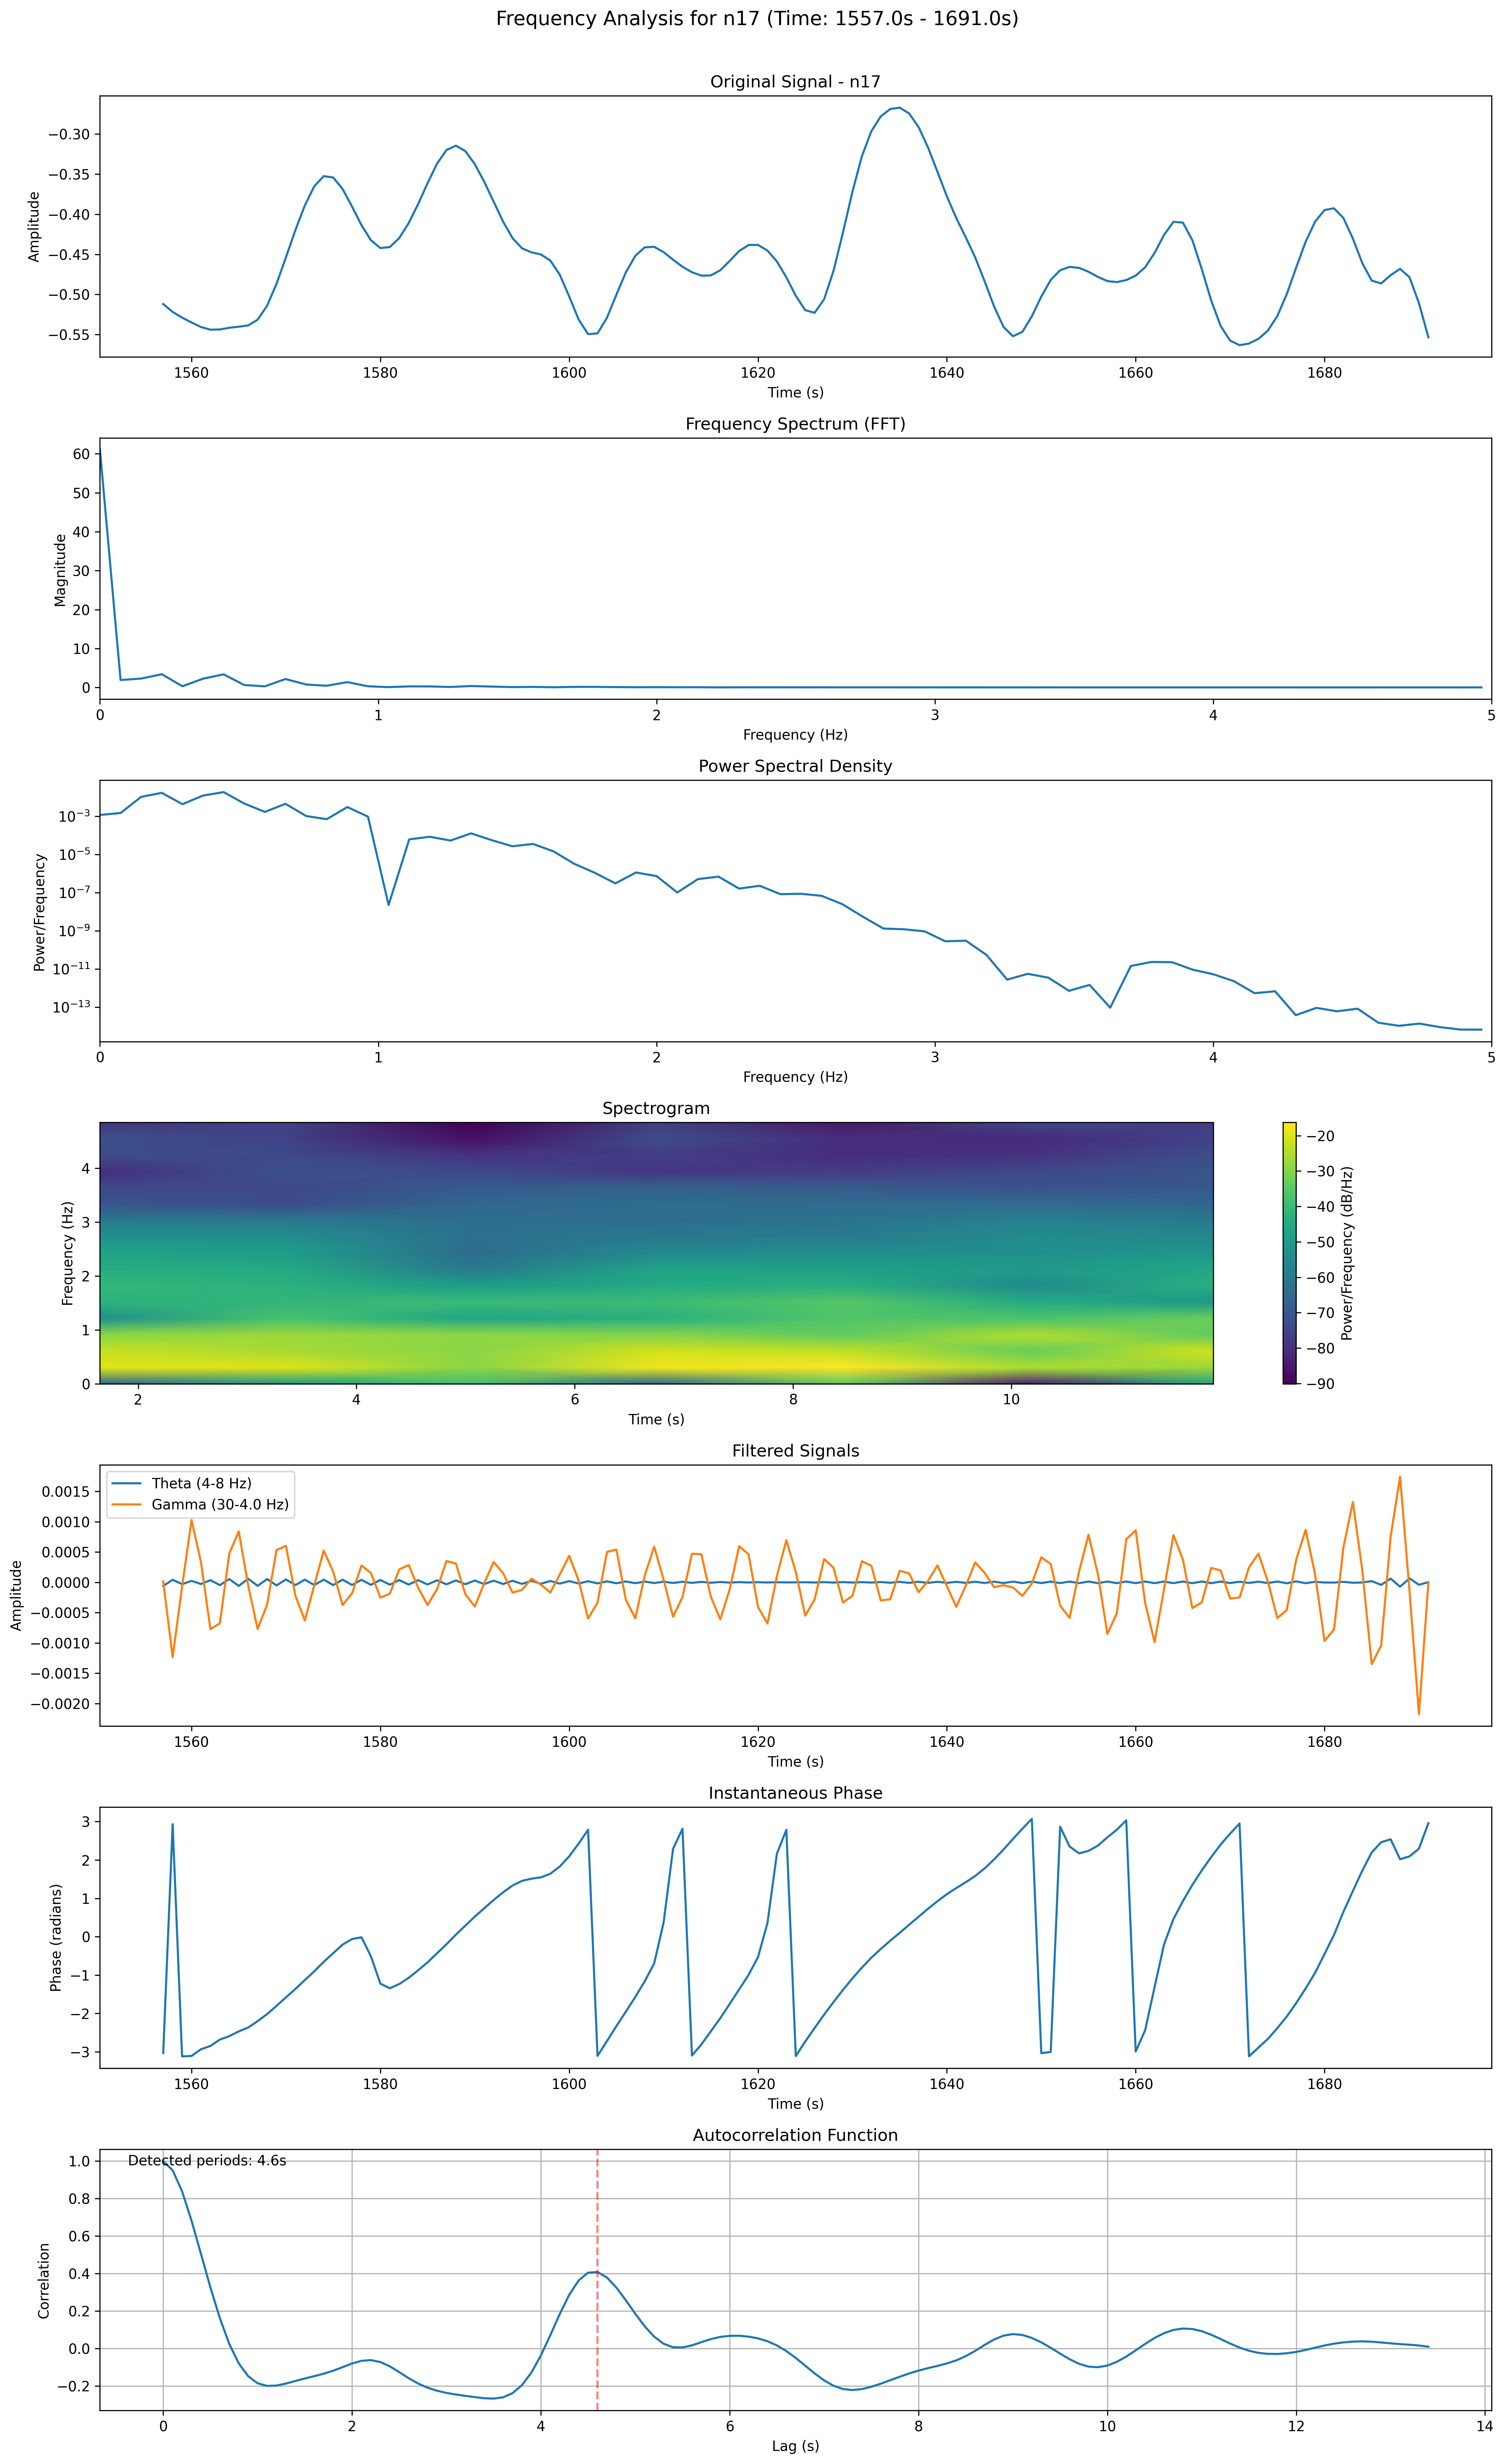 Frequency Analysis for n17 (Time: 1557.0s - 1691.0s)
Original Signal - n17
Amplitude
−0.30
−0.35
−0.40
−0.45
−0.50
−0.55
1560 1580 1600 1620 1640 1660 1680
Time (s)
Frequency Spectrum (FFT)
Magnitude
60
50
40
30
20
10
0
0 1 2 3 4 5
Frequency (Hz)
Power Spectral Density
Power/Frequency
10⁻³
10⁻⁵
10⁻⁷
10⁻⁹
10⁻¹¹
10⁻¹³
0 1 2 3 4 5
Frequency (Hz)
Spectrogram
Frequency (Hz)
4
3
2
1
0
2 4 6 8 10
Time (s)
−20
−30
−40
−50
−60
−70
−80
−90
Power/Frequency (dB/Hz)
Filtered Signals
Theta (4-8 Hz)
Gamma (30-4.0 Hz)
Amplitude
0.0015
0.0010
0.0005
0.0000
−0.0005
−0.0010
−0.0015
−0.0020
1560 1580 1600 1620 1640 1660 1680
Time (s)
Instantaneous Phase
Phase (radians)
3
2
1
0
−1
−2
−3
1560 1580 1600 1620 1640 1660 1680
Time (s)
Autocorrelation Function
Detected periods: 4.6s
Correlation
1.0
0.8
0.6
0.4
0.2
0.0
−0.2
0 2 4 6 8 10 12 14
Lag (s)